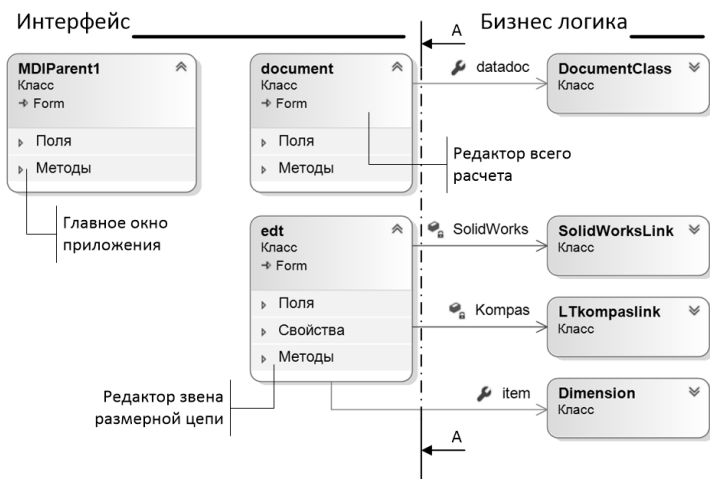 Интерфейс
А
Бизнес логика
MDIParent1
Класс
Form
Поля
Методы
Главное окно
приложения
document
Класс
Form
Поля
Методы
datadoc
DocumentClass
Класс
Редактор всего
расчета
edt
Класс
Form
Поля
Свойства
Методы
SolidWorks
SolidWorksLink
Класс
Kompas
LTkompaslink
Класс
Редактор звена
размерной цепи
item
Dimension
Класс
А